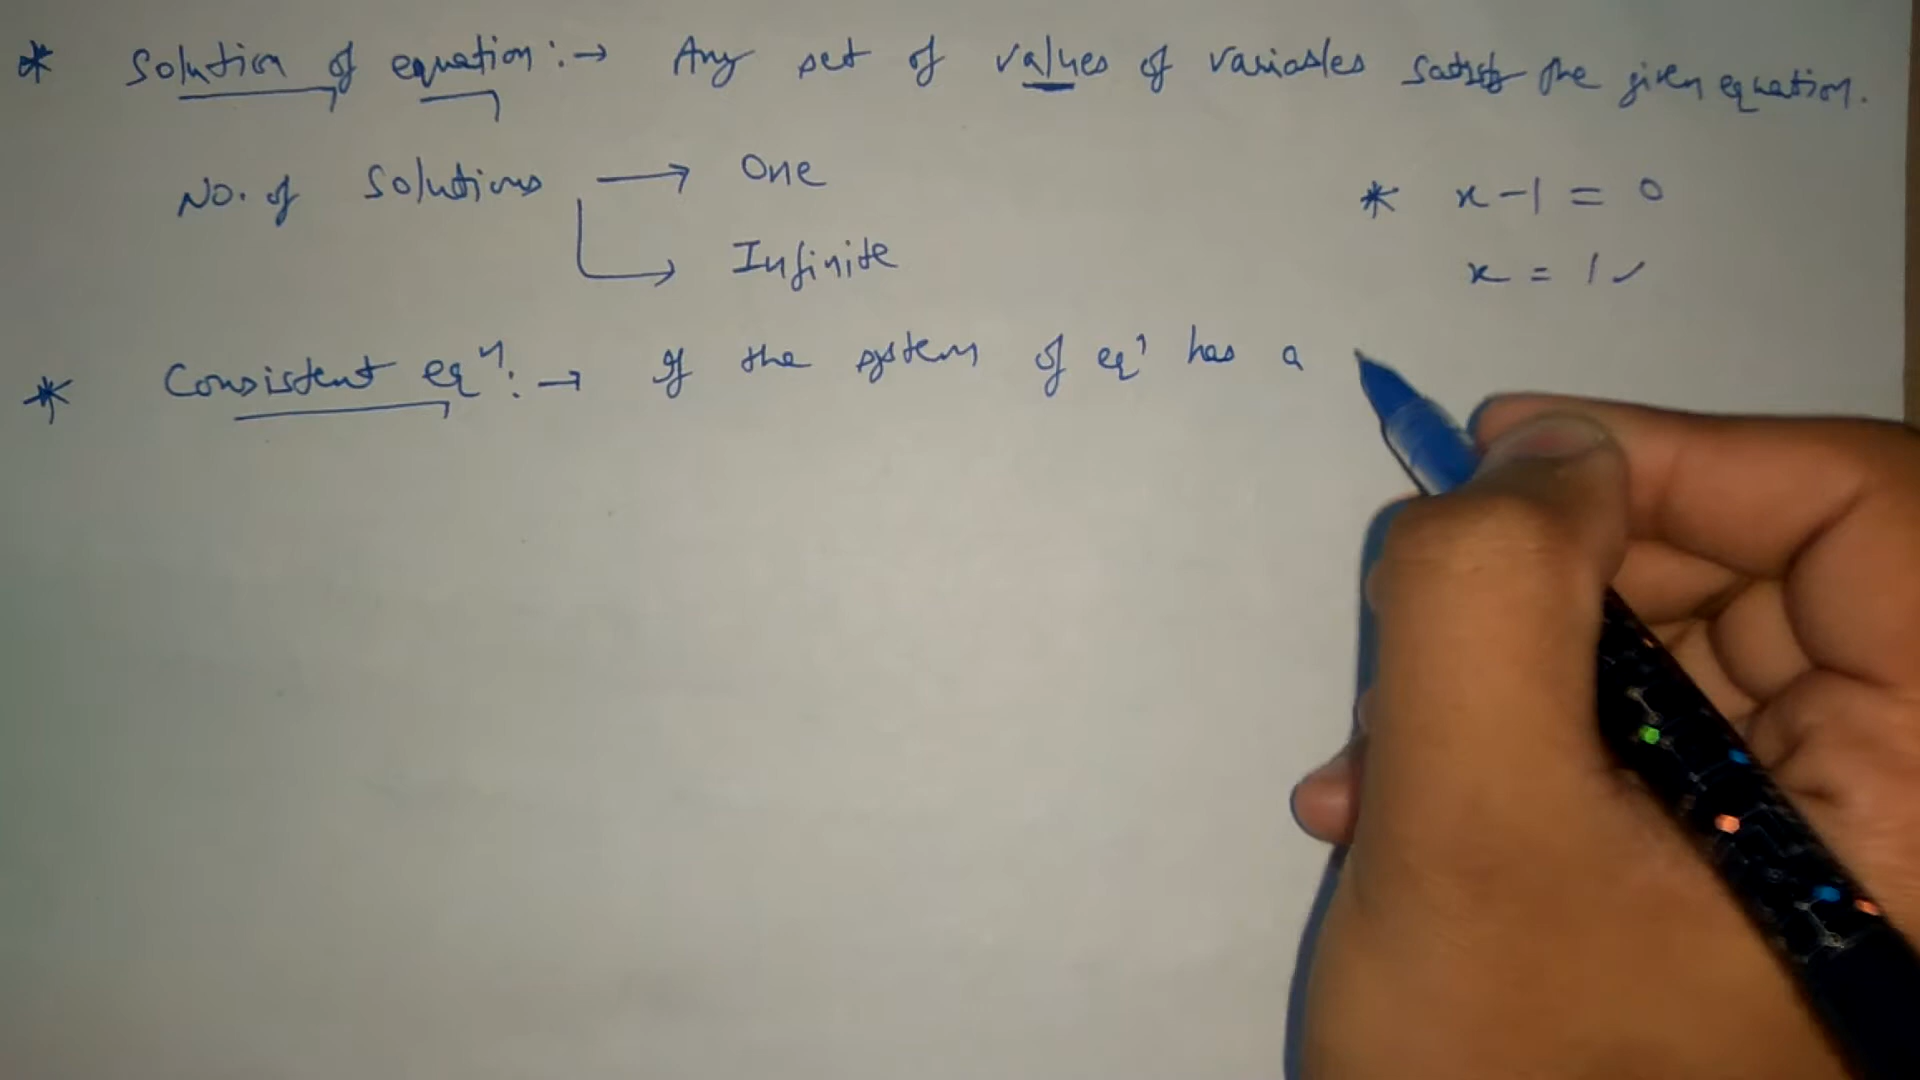 * Solution of equation :→ Any set of values of variables satisfy the given equation.
No. of Solutions → One
Infinite
* x - 1 = 0
x = 1 ✓
* Consistent eqⁿ: → If the system of eqⁿ has a